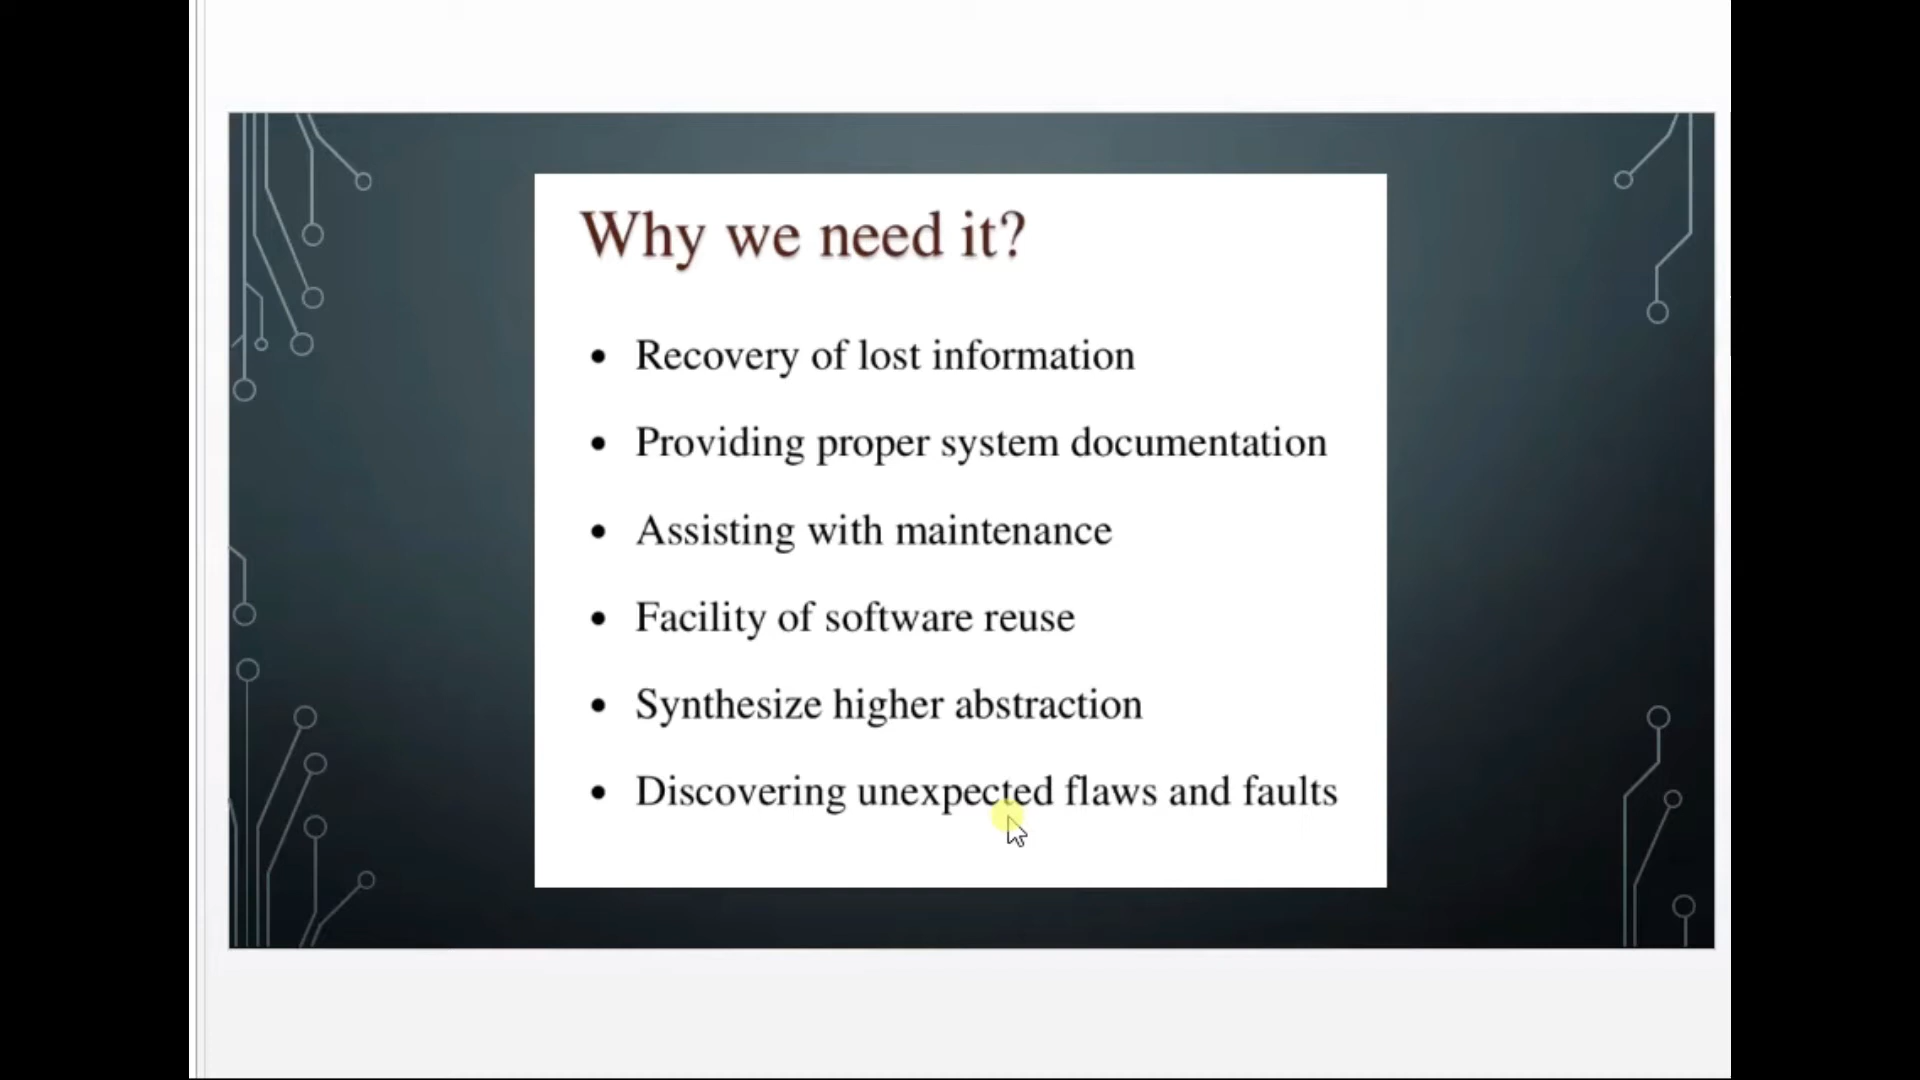 Why we need it?
• Recovery of lost information
• Providing proper system documentation
• Assisting with maintenance
• Facility of software reuse
• Synthesize higher abstraction
• Discovering unexpected flaws and faults